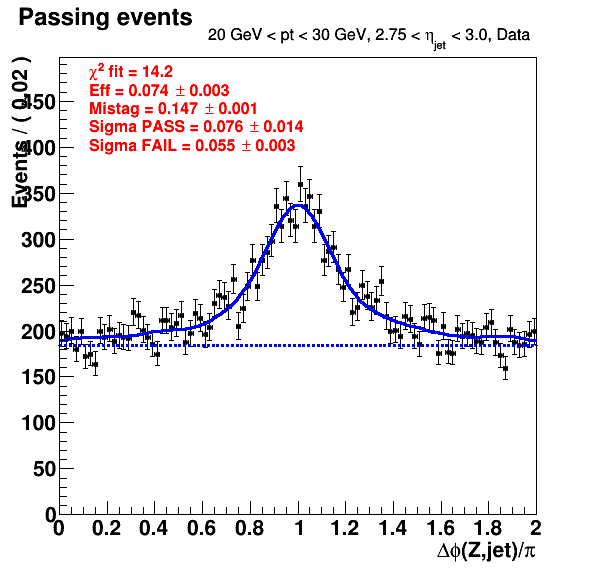 Passing events
20 GeV < pt < 30 GeV, 2.75 < η_jet < 3.0, Data
χ² fit = 14.2
Eff = 0.074 ± 0.003
Mistag = 0.147 ± 0.001
Sigma PASS = 0.076 ± 0.014
Sigma FAIL = 0.055 ± 0.003
Events / ( 0.02 )
450
400
350
300
250
200
150
100
50
0
0 0.2 0.4 0.6 0.8 1 1.2 1.4 1.6 1.8 2
Δϕ(Z,jet)/π